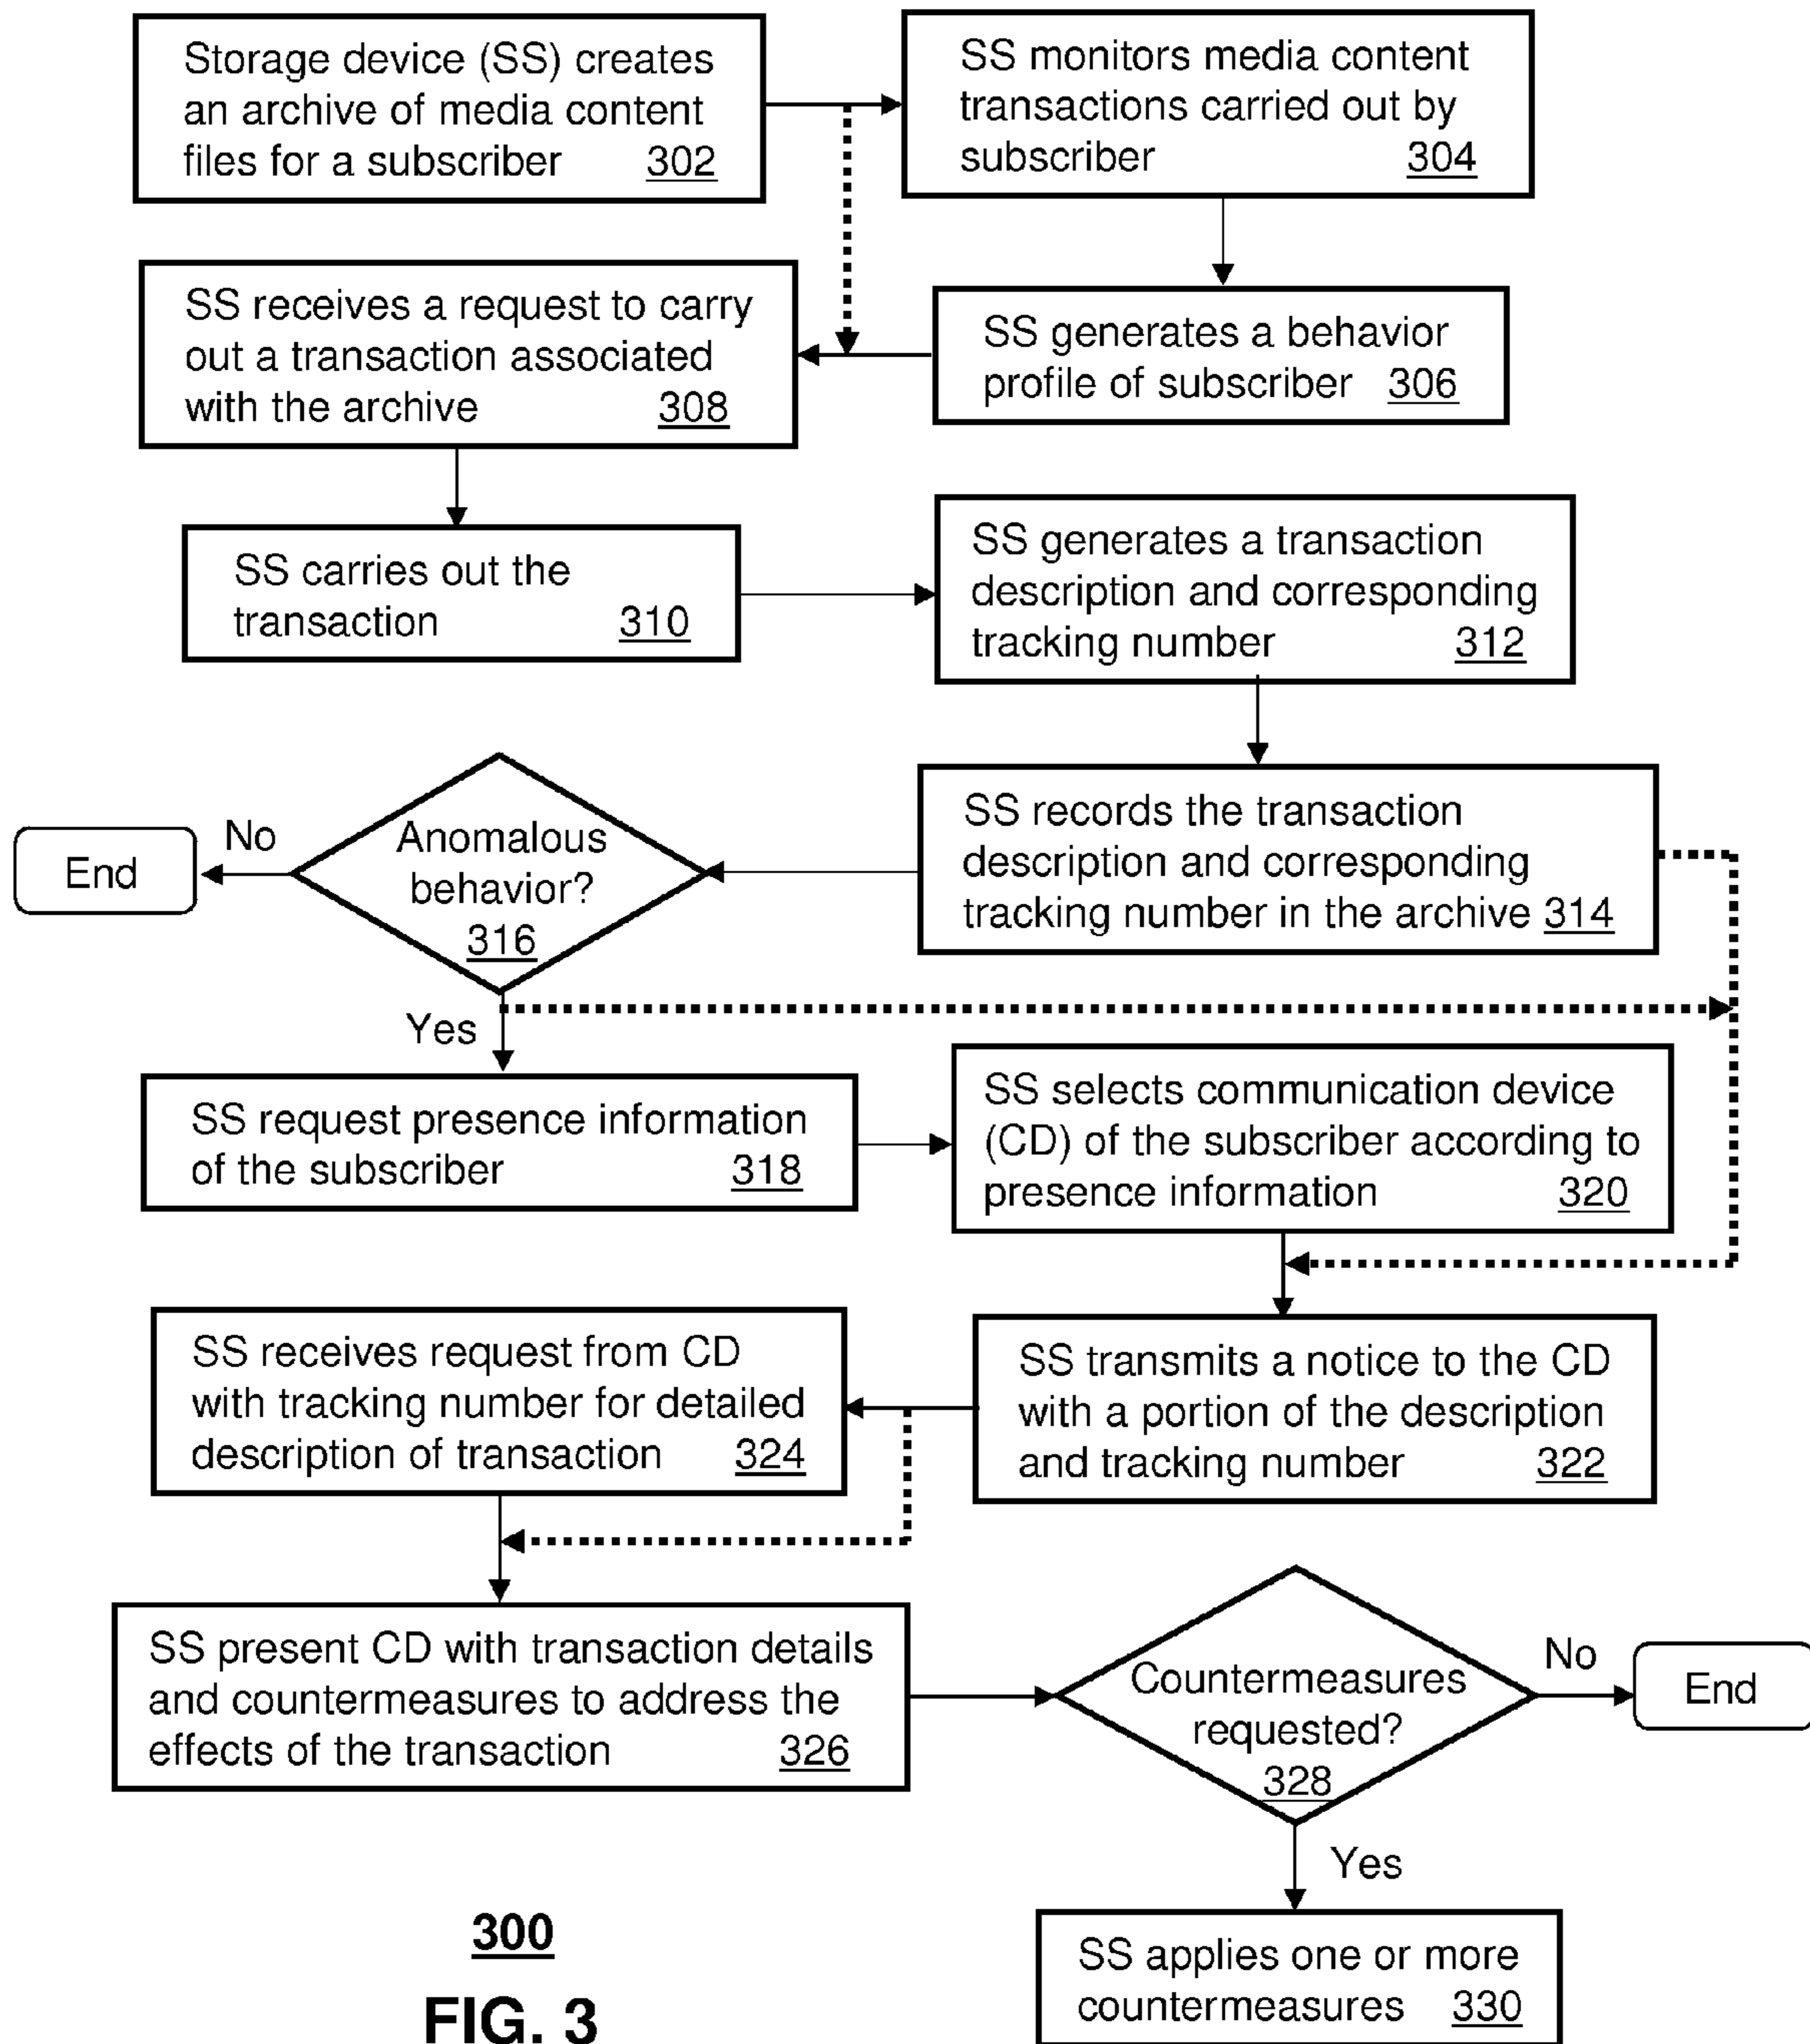 Storage device (SS) creates
an archive of media content
files for a subscriber 302
SS monitors media content
transactions carried out by
subscriber 304
SS generates a behavior
profile of subscriber 306
SS receives a request to carry
out a transaction associated
with the archive 308
SS carries out the
transaction 310
SS generates a transaction
description and corresponding
tracking number 312
SS records the transaction
description and corresponding
tracking number in the archive 314
Anomalous
behavior?
316
No
End
Yes
SS request presence information
of the subscriber 318
SS selects communication device
(CD) of the subscriber according to
presence information 320
SS transmits a notice to the CD
with a portion of the description
and tracking number 322
SS receives request from CD
with tracking number for detailed
description of transaction 324
SS present CD with transaction details
and countermeasures to address the
effects of the transaction 326
Countermeasures
requested?
328
No
End
Yes
SS applies one or more
countermeasures 330
300
FIG. 3